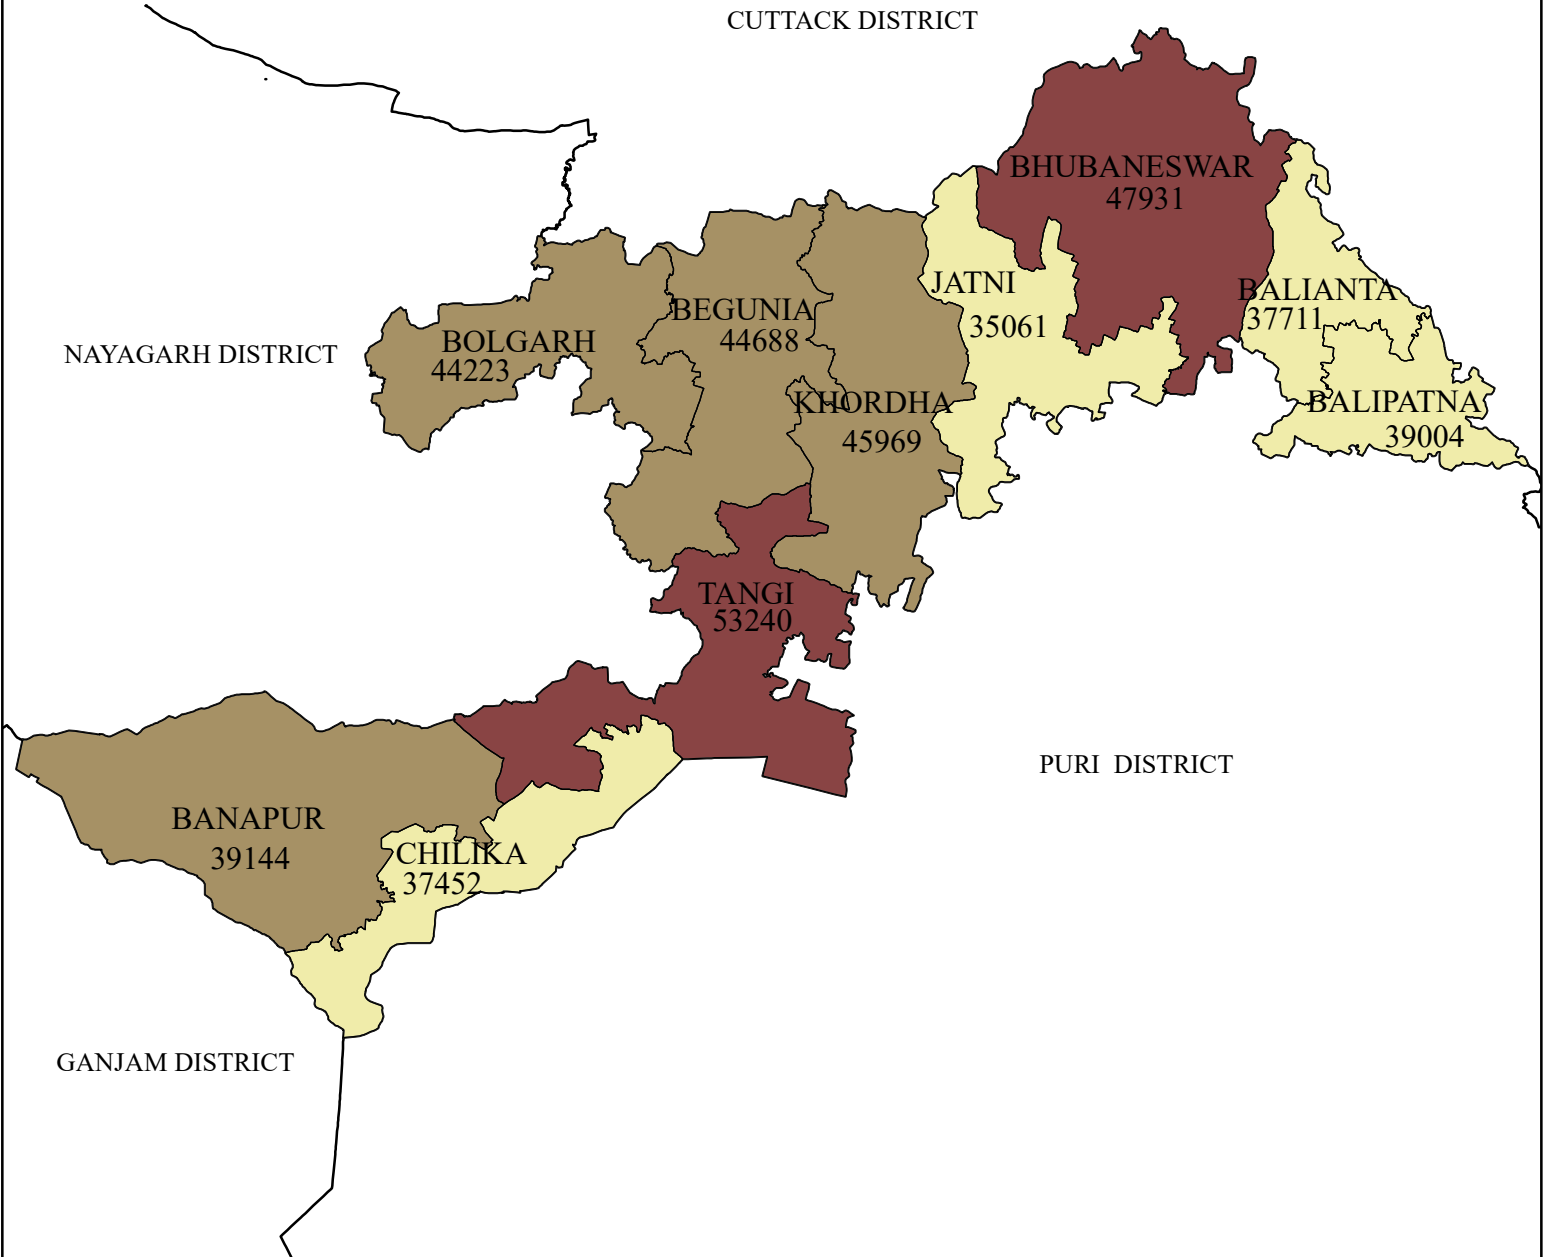 CUTTACK DISTRICT
BHUBANESWAR
47931
JATNI
35061
BALIANTA
37711
BEGUNIA
44688
BOLGARH
44223
NAYAGARH DISTRICT
KHORDHA
45969
BALIPATNA
39004
TANGI
53240
PURI DISTRICT
BANAPUR
39144
CHILIKA
37452
GANJAM DISTRICT